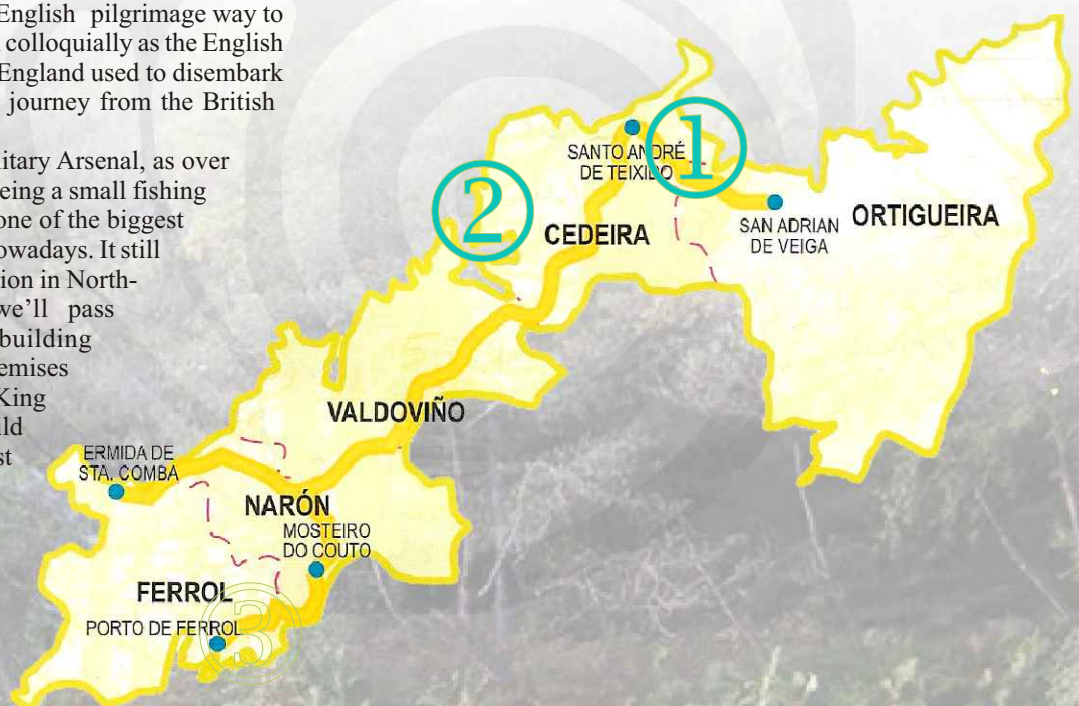 English pilgrimage way to
colloquially as the English
England used to disembark
journey from the British
itary Arsenal, as over
eing a small fishing
one of the biggest
owadays. It still
ion in North-
we'll pass
building
emises
King
ild
st
①
②
③
SANTO ANDRÉ
DE TEIXIDO
SAN ADRIAN
DE VEIGA
ORTIGUEIRA
CEDEIRA
VALDOVIÑO
ERMIDA DE
STA. COMBA
NARÓN
MOSTEIRO
DO COUTO
FERROL
PORTO DE FERROL